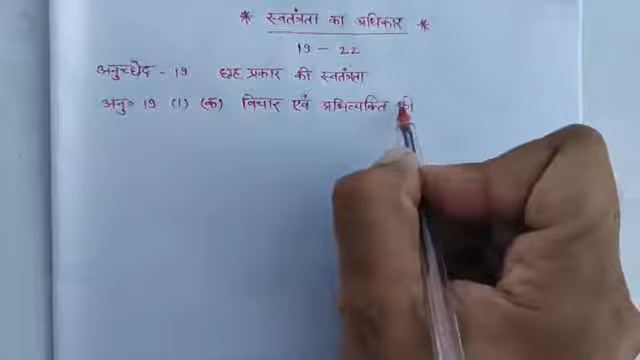 * स्वतंत्रता का अधिकार *
19 - 22
अनुच्छेद - 19 छह प्रकार की स्वतंत्रता
अनु० 19 (1) (क) विचार एवं अभिव्यक्ति की